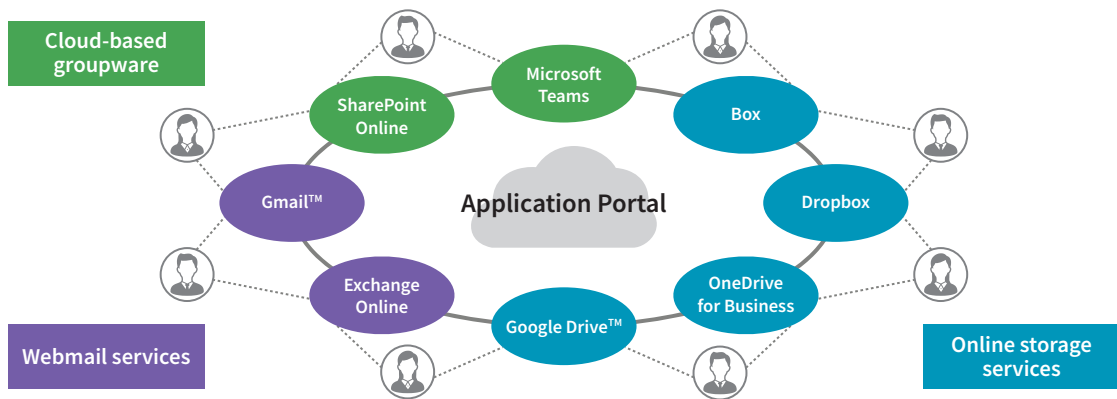 Cloud-based
groupware
Microsoft
Teams
SharePoint
Online
Box
Gmail™
Application Portal
Dropbox
Exchange
Online
OneDrive
for Business
Google Drive™
Webmail services
Online storage
services